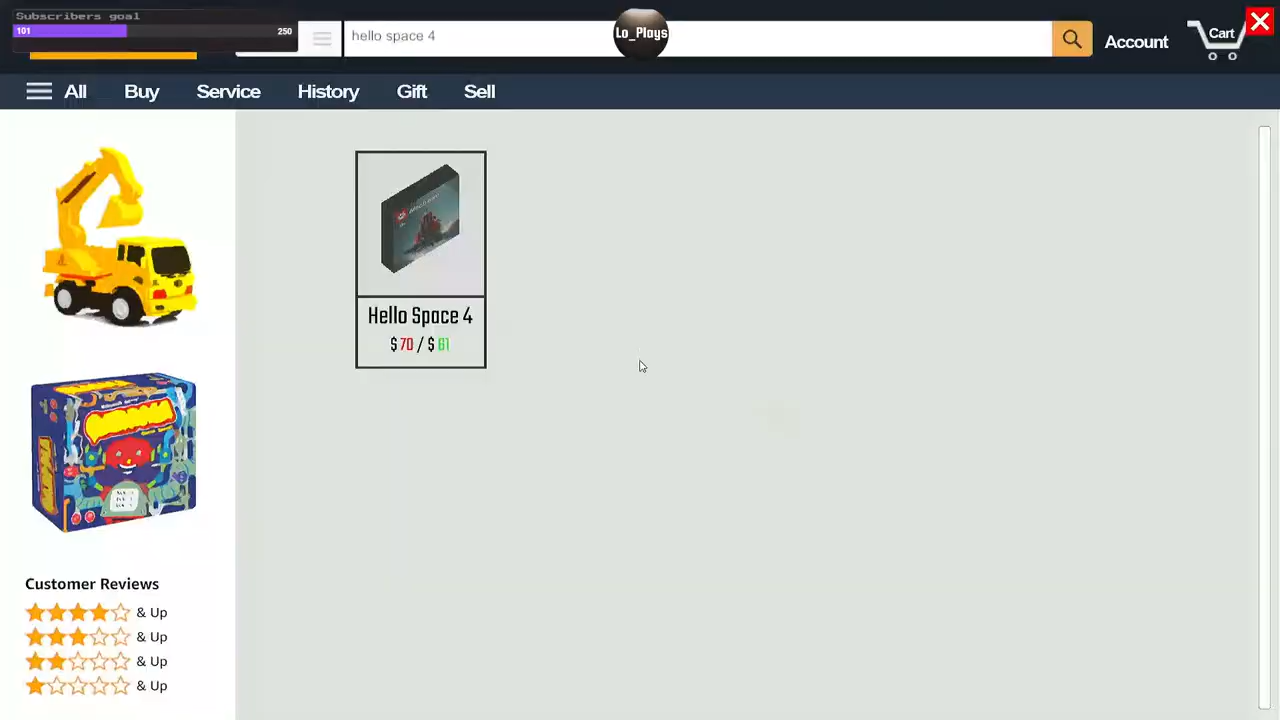 Subscribers goal
101 250
hello space 4
Lo_Plays
Account
Cart
All Buy Service History Gift Sell
Hello Space 4
$ 70 / $ 61
Customer Reviews
& Up
& Up
& Up
& Up